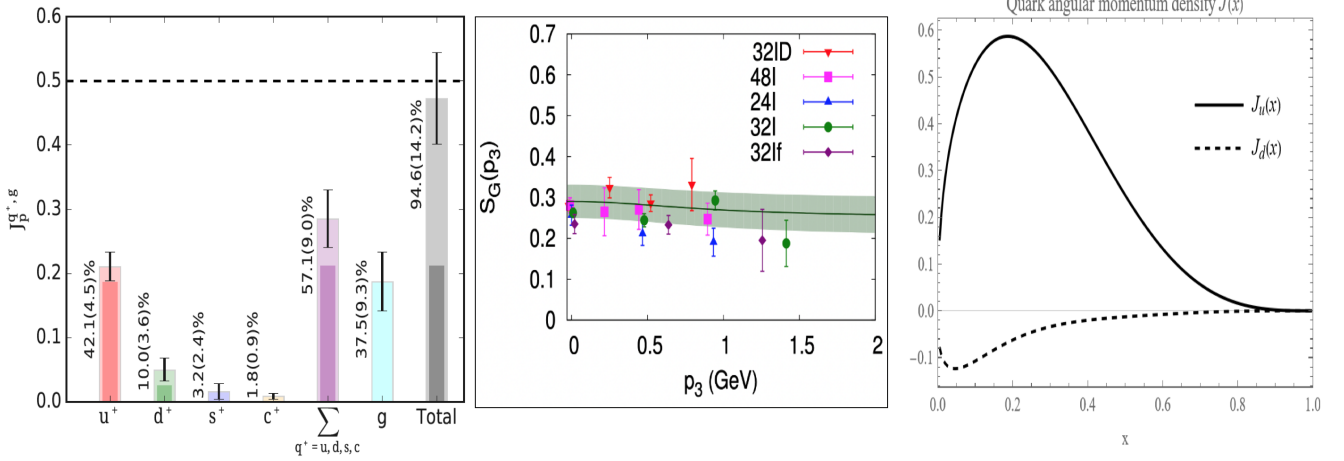 0.6
0.5
0.4
0.3
0.2
0.1
0.0
J_p^{q^+,g}
42.1(4.5)%
10.0(3.6)%
3.2(2.4)%
1.8(0.9)%
57.1(9.0)%
37.5(9.3)%
94.6(14.2)%
u⁺ d⁺ s⁺ c⁺ ∑ g Total
q⁺ = u, d, s, c
0.7
0.6
0.5
0.4
0.3
0.2
0.1
0
S_G(p_3)
32ID
48I
24I
32I
32If
0 0.5 1 1.5 2
p_3 (GeV)
Quark angular momentum density J(x)
0.6
0.5
0.4
0.3
0.2
0.1
0.0
-0.1
J_u(x)
J_d(x)
0.0 0.2 0.4 0.6 0.8 1.0
x